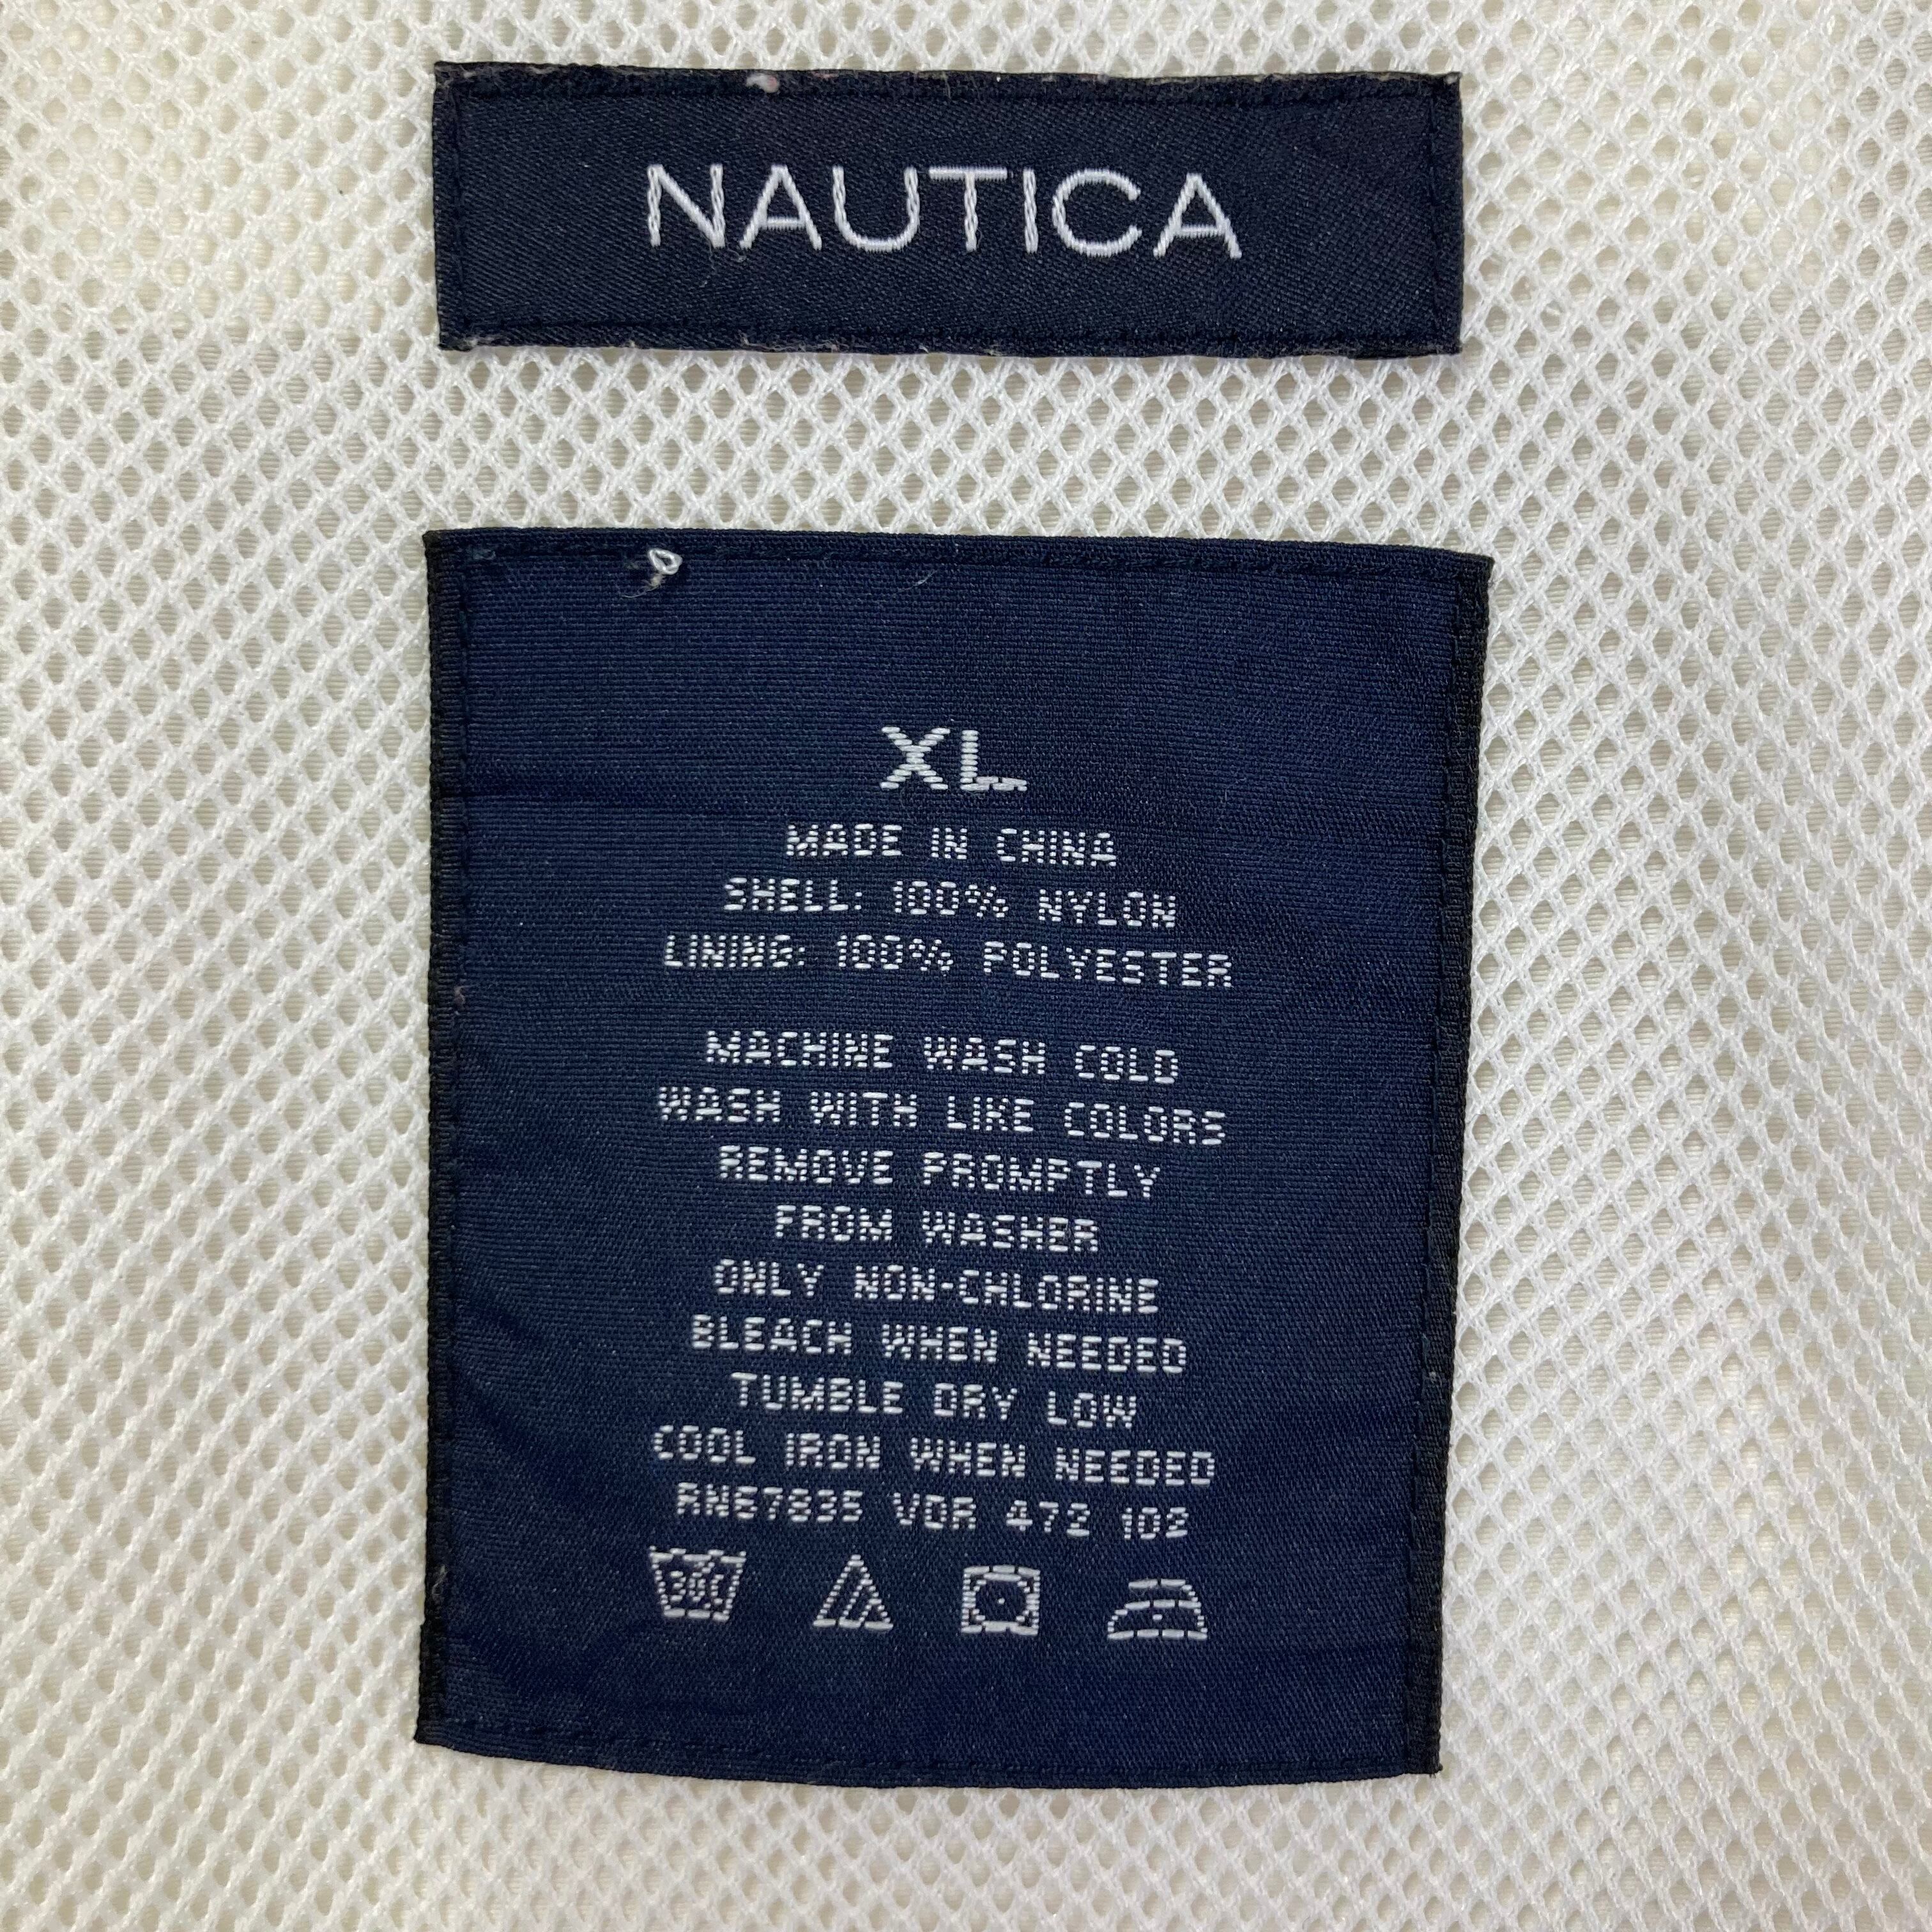 NAUTICA
XL
MADE IN CHINA
SHELL: 100% NYLON
LINING: 100% POLYESTER
MACHINE WASH COLD
WASH WITH LIKE COLORS
REMOVE PROMPTLY
FROM WASHER
ONLY NON-CHLORINE
BLEACH WHEN NEEDED
TUMBLE DRY LOW
COOL IRON WHEN NEEDED
RNE7835 VDR 472 102
30C